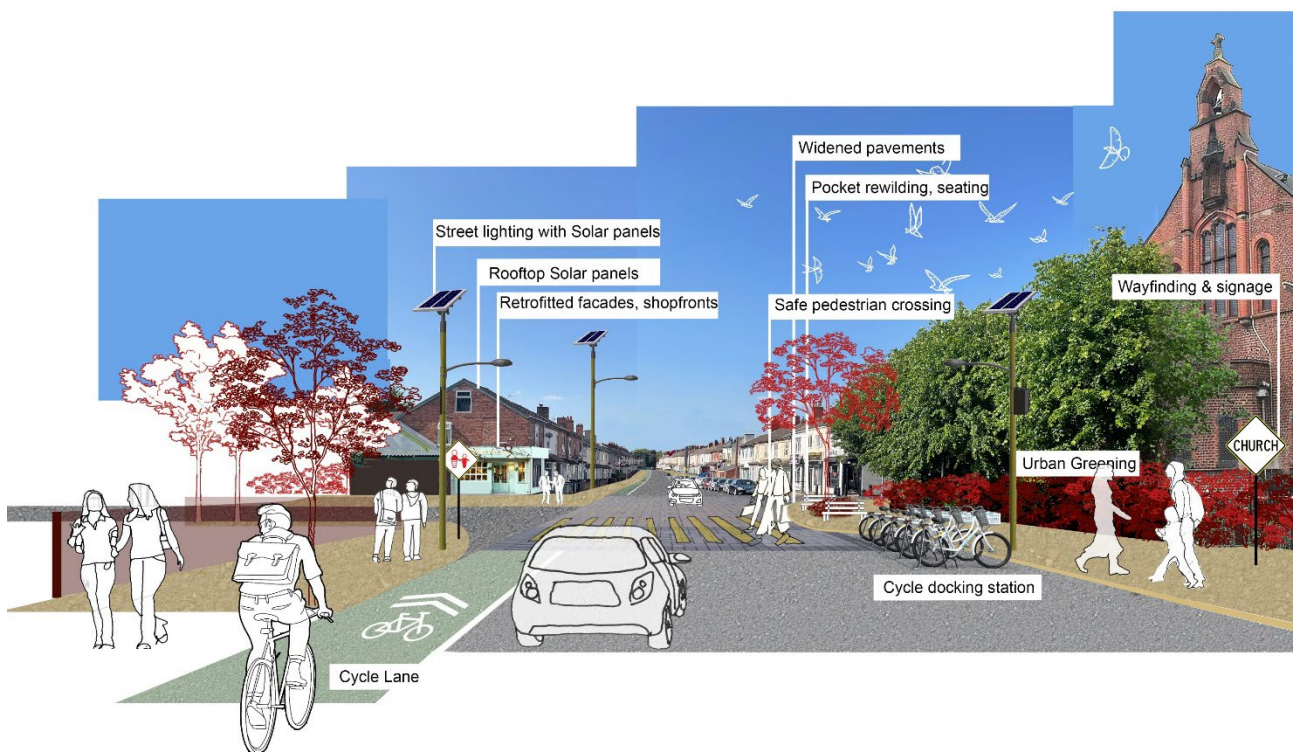 Widened pavements
Pocket rewilding, seating
Street lighting with Solar panels
Rooftop Solar panels
Retrofitted facades, shopfronts
Safe pedestrian crossing
Wayfinding & signage
CHURCH
Urban Greening
Cycle docking station
Cycle Lane